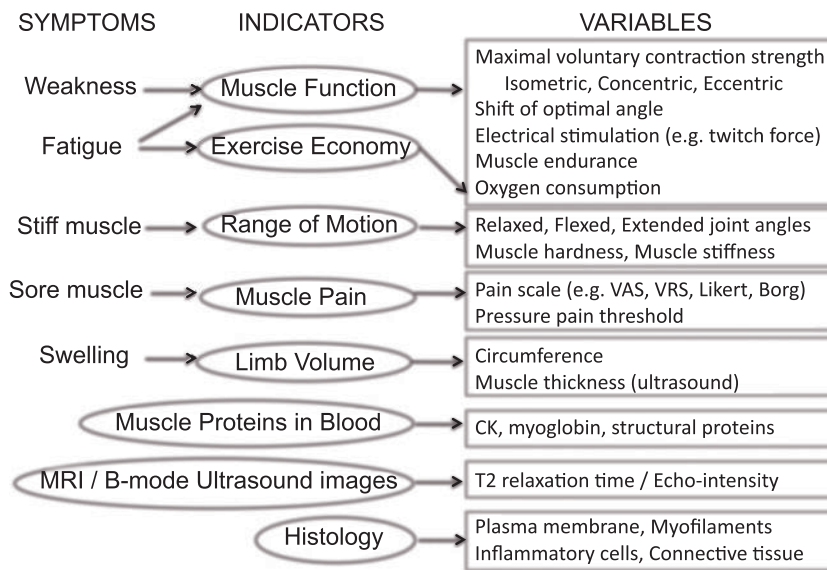 SYMPTOMS INDICATORS VARIABLES
Weakness Muscle Function Maximal voluntary contraction strength
Isometric, Concentric, Eccentric
Shift of optimal angle
Fatigue Exercise Economy Electrical stimulation (e.g. twitch force)
Muscle endurance
Oxygen consumption
Stiff muscle Range of Motion Relaxed, Flexed, Extended joint angles
Muscle hardness, Muscle stiffness
Sore muscle Muscle Pain Pain scale (e.g. VAS, VRS, Likert, Borg)
Pressure pain threshold
Swelling Limb Volume Circumference
Muscle thickness (ultrasound)
Muscle Proteins in Blood CK, myoglobin, structural proteins
MRI / B-mode Ultrasound images T2 relaxation time / Echo-intensity
Histology Plasma membrane, Myofilaments
Inflammatory cells, Connective tissue